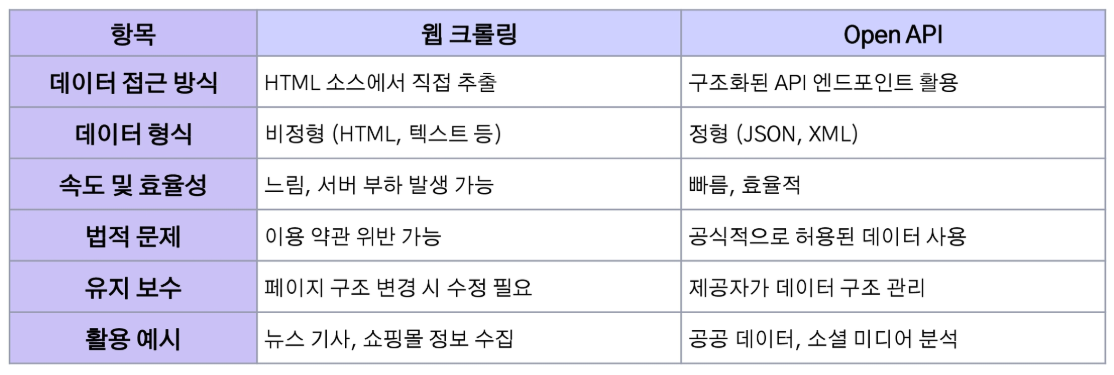 항목 웹 크롤링 Open API
데이터 접근 방식 HTML 소스에서 직접 추출 구조화된 API 엔드포인트 활용
데이터 형식 비정형 (HTML, 텍스트 등) 정형 (JSON, XML)
속도 및 효율성 느림, 서버 부하 발생 가능 빠름, 효율적
법적 문제 이용 약관 위반 가능 공식적으로 허용된 데이터 사용
유지 보수 페이지 구조 변경 시 수정 필요 제공자가 데이터 구조 관리
활용 예시 뉴스 기사, 쇼핑몰 정보 수집 공공 데이터, 소셜 미디어 분석